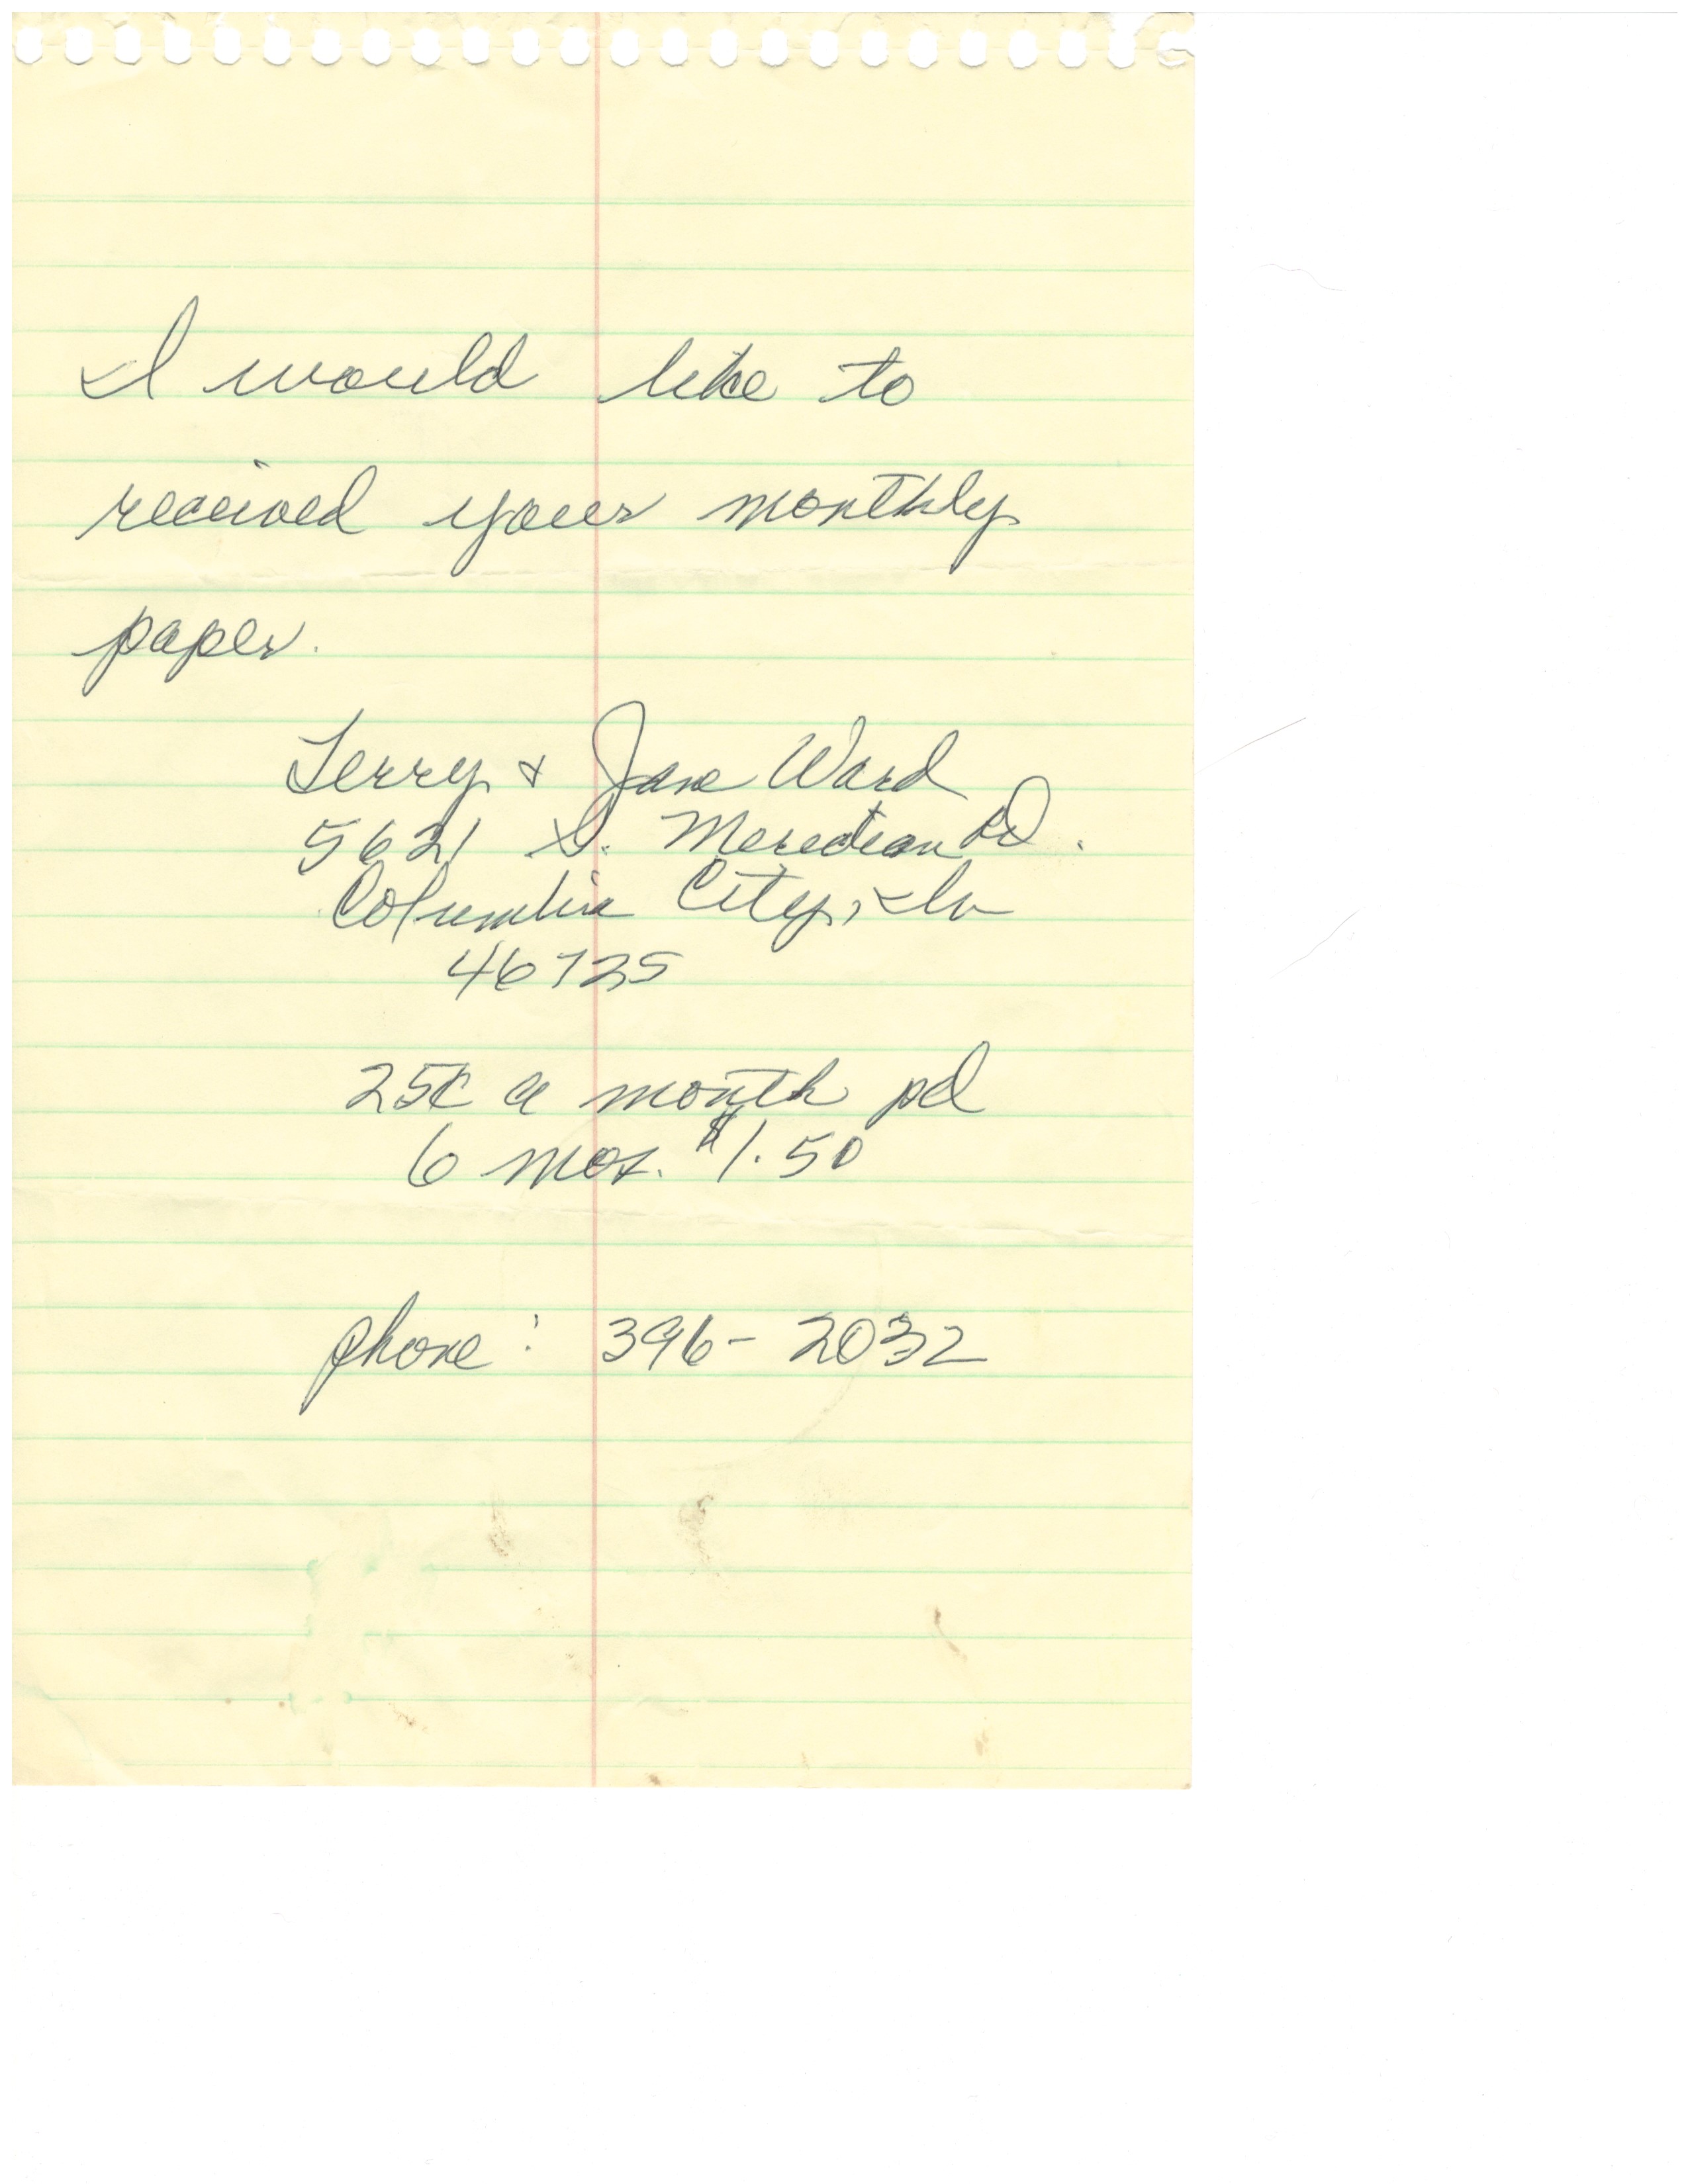 I would like to
received your monthly
paper.
Terry & Jane Ward
5621 S. Meredian Rd.
Columbia City, In
46725
25¢ a month pd
6 mos. $1.50
phone: 396-2032